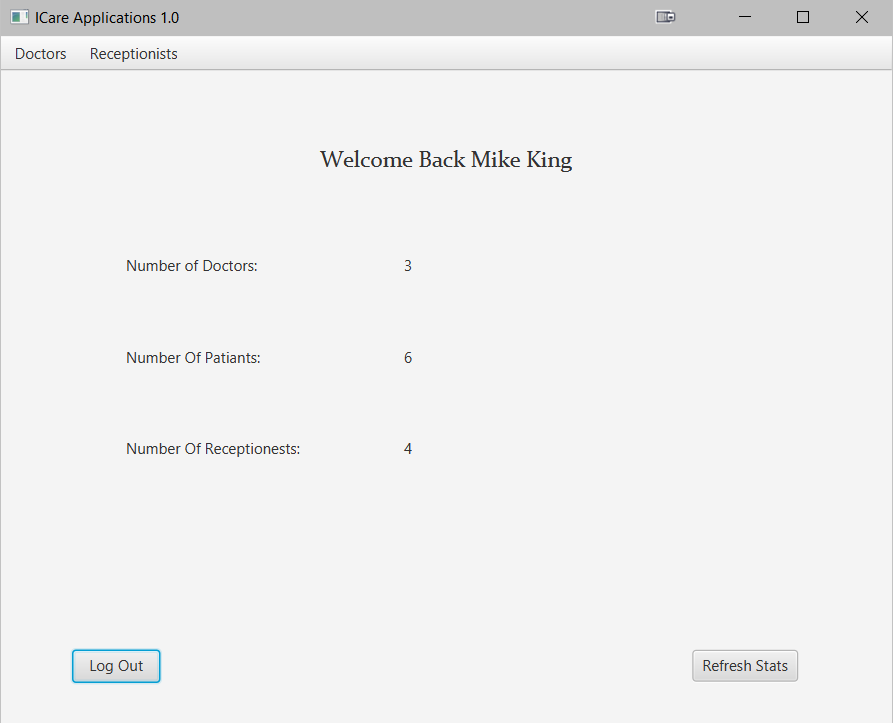 ICare Applications 1.0
Doctors Receptionists
Welcome Back Mike King
Number of Doctors: 3
Number Of Patiants: 6
Number Of Receptionests: 4
Log Out Refresh Stats